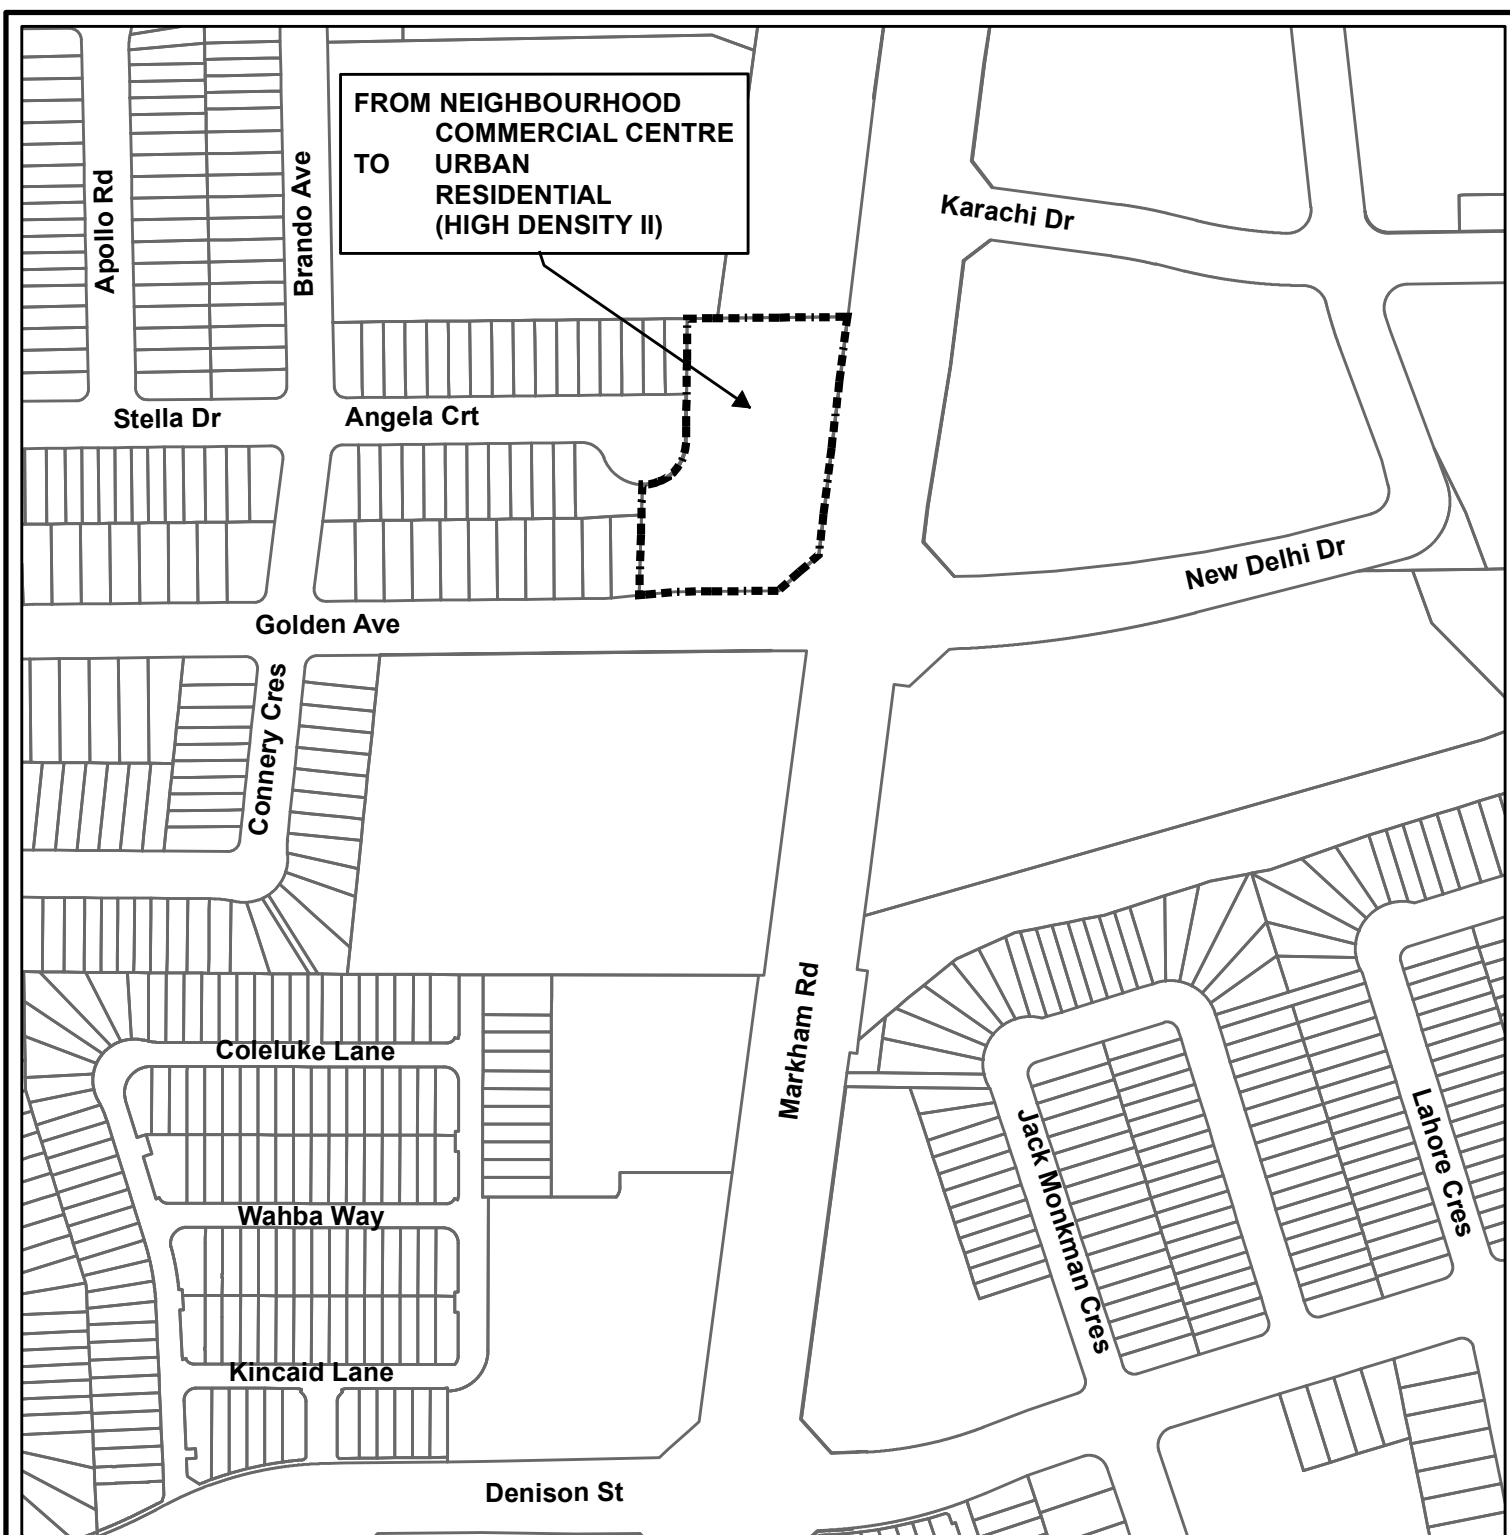 FROM NEIGHBOURHOOD
COMMERCIAL CENTRE
TO URBAN
RESIDENTIAL
(HIGH DENSITY II)
Apollo Rd
Brando Ave
Karachi Dr
Stella Dr
Angela Crt
New Delhi Dr
Golden Ave
Connery Cres
Markham Rd
Coleluke Lane
Jack Monkman Cres
Lahore Cres
Wahba Way
Kincaid Lane
Denison St